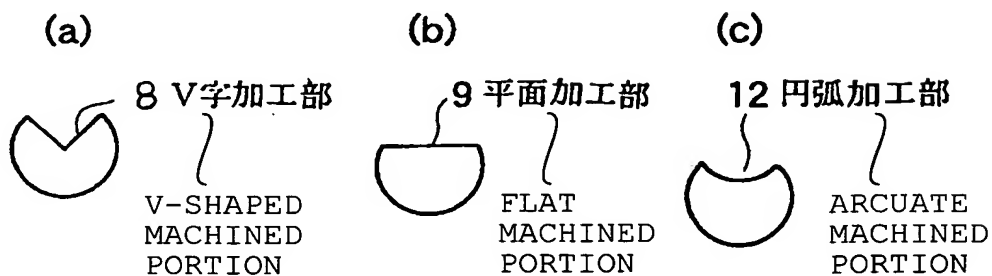 (a)
8 V字加工部
V-SHAPED
MACHINED
PORTION
(b)
9 平面加工部
FLAT
MACHINED
PORTION
(c)
12 円弧加工部
ARCUATE
MACHINED
PORTION